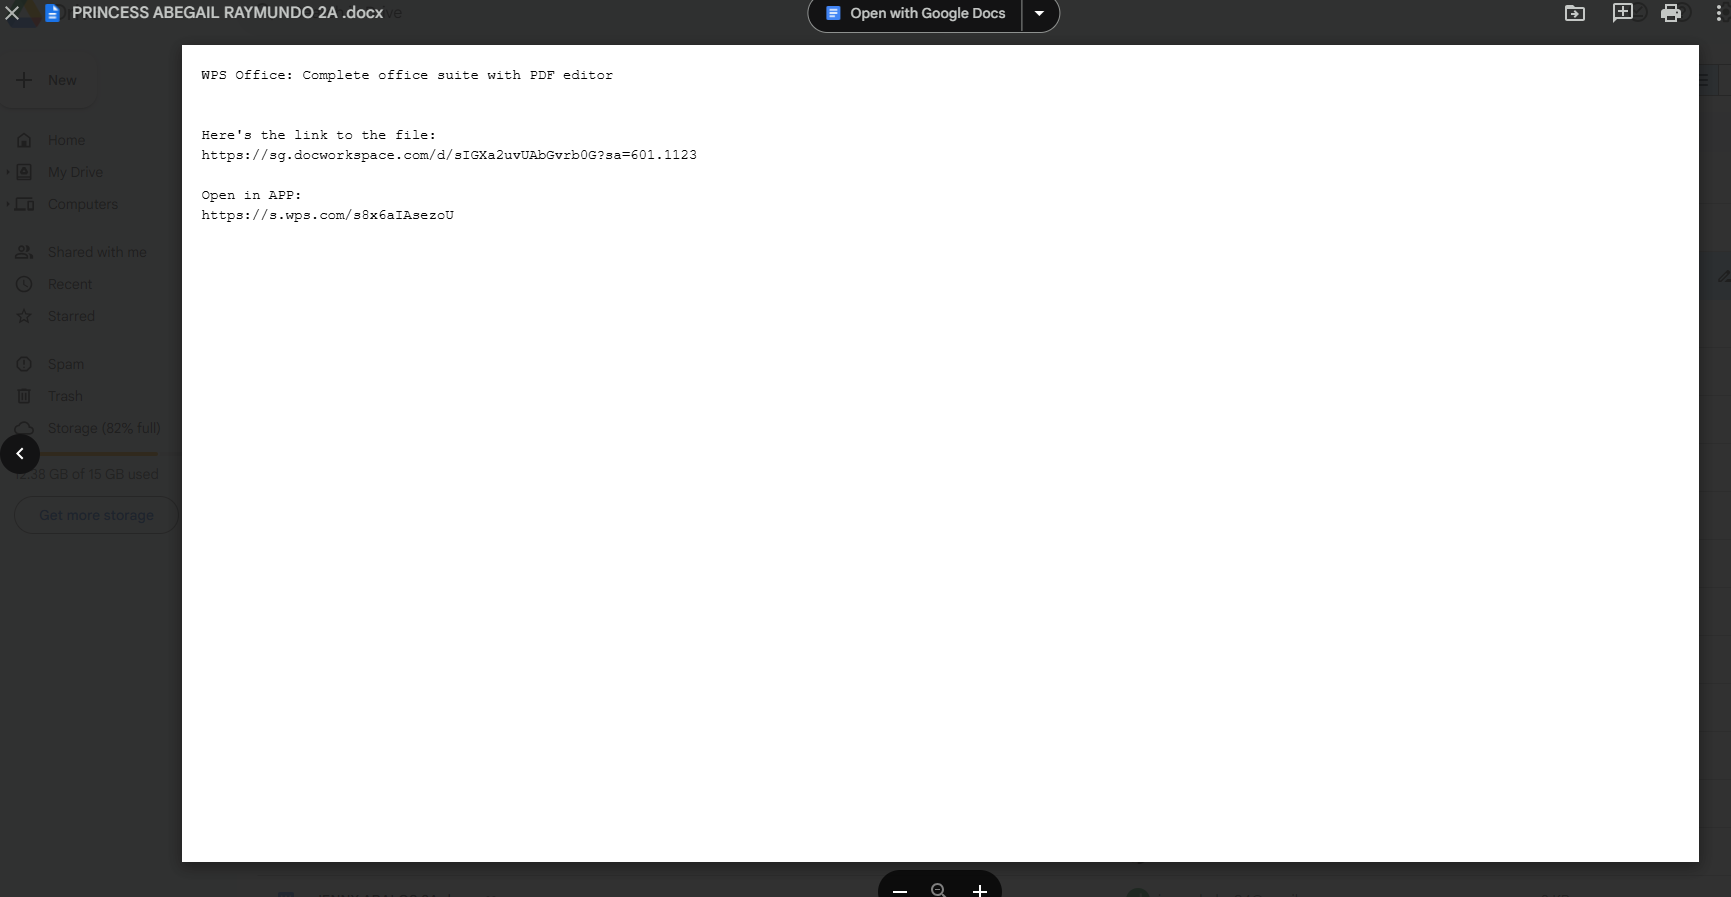 PRINCESS ABEGAIL RAYMUNDO 2A .docx
Open with Google Docs
New
Home
My Drive
Computers
Shared with me
Recent
Starred
Spam
Trash
Storage (82% full)
12.38 GB of 15 GB used
Get more storage
WPS Office: Complete office suite with PDF editor
Here's the link to the file:
https://sg.docworkspace.com/d/sIGXa2uvUAbGvrb0G?sa=601.1123
Open in APP:
https://s.wps.com/s8x6aIAsezoU